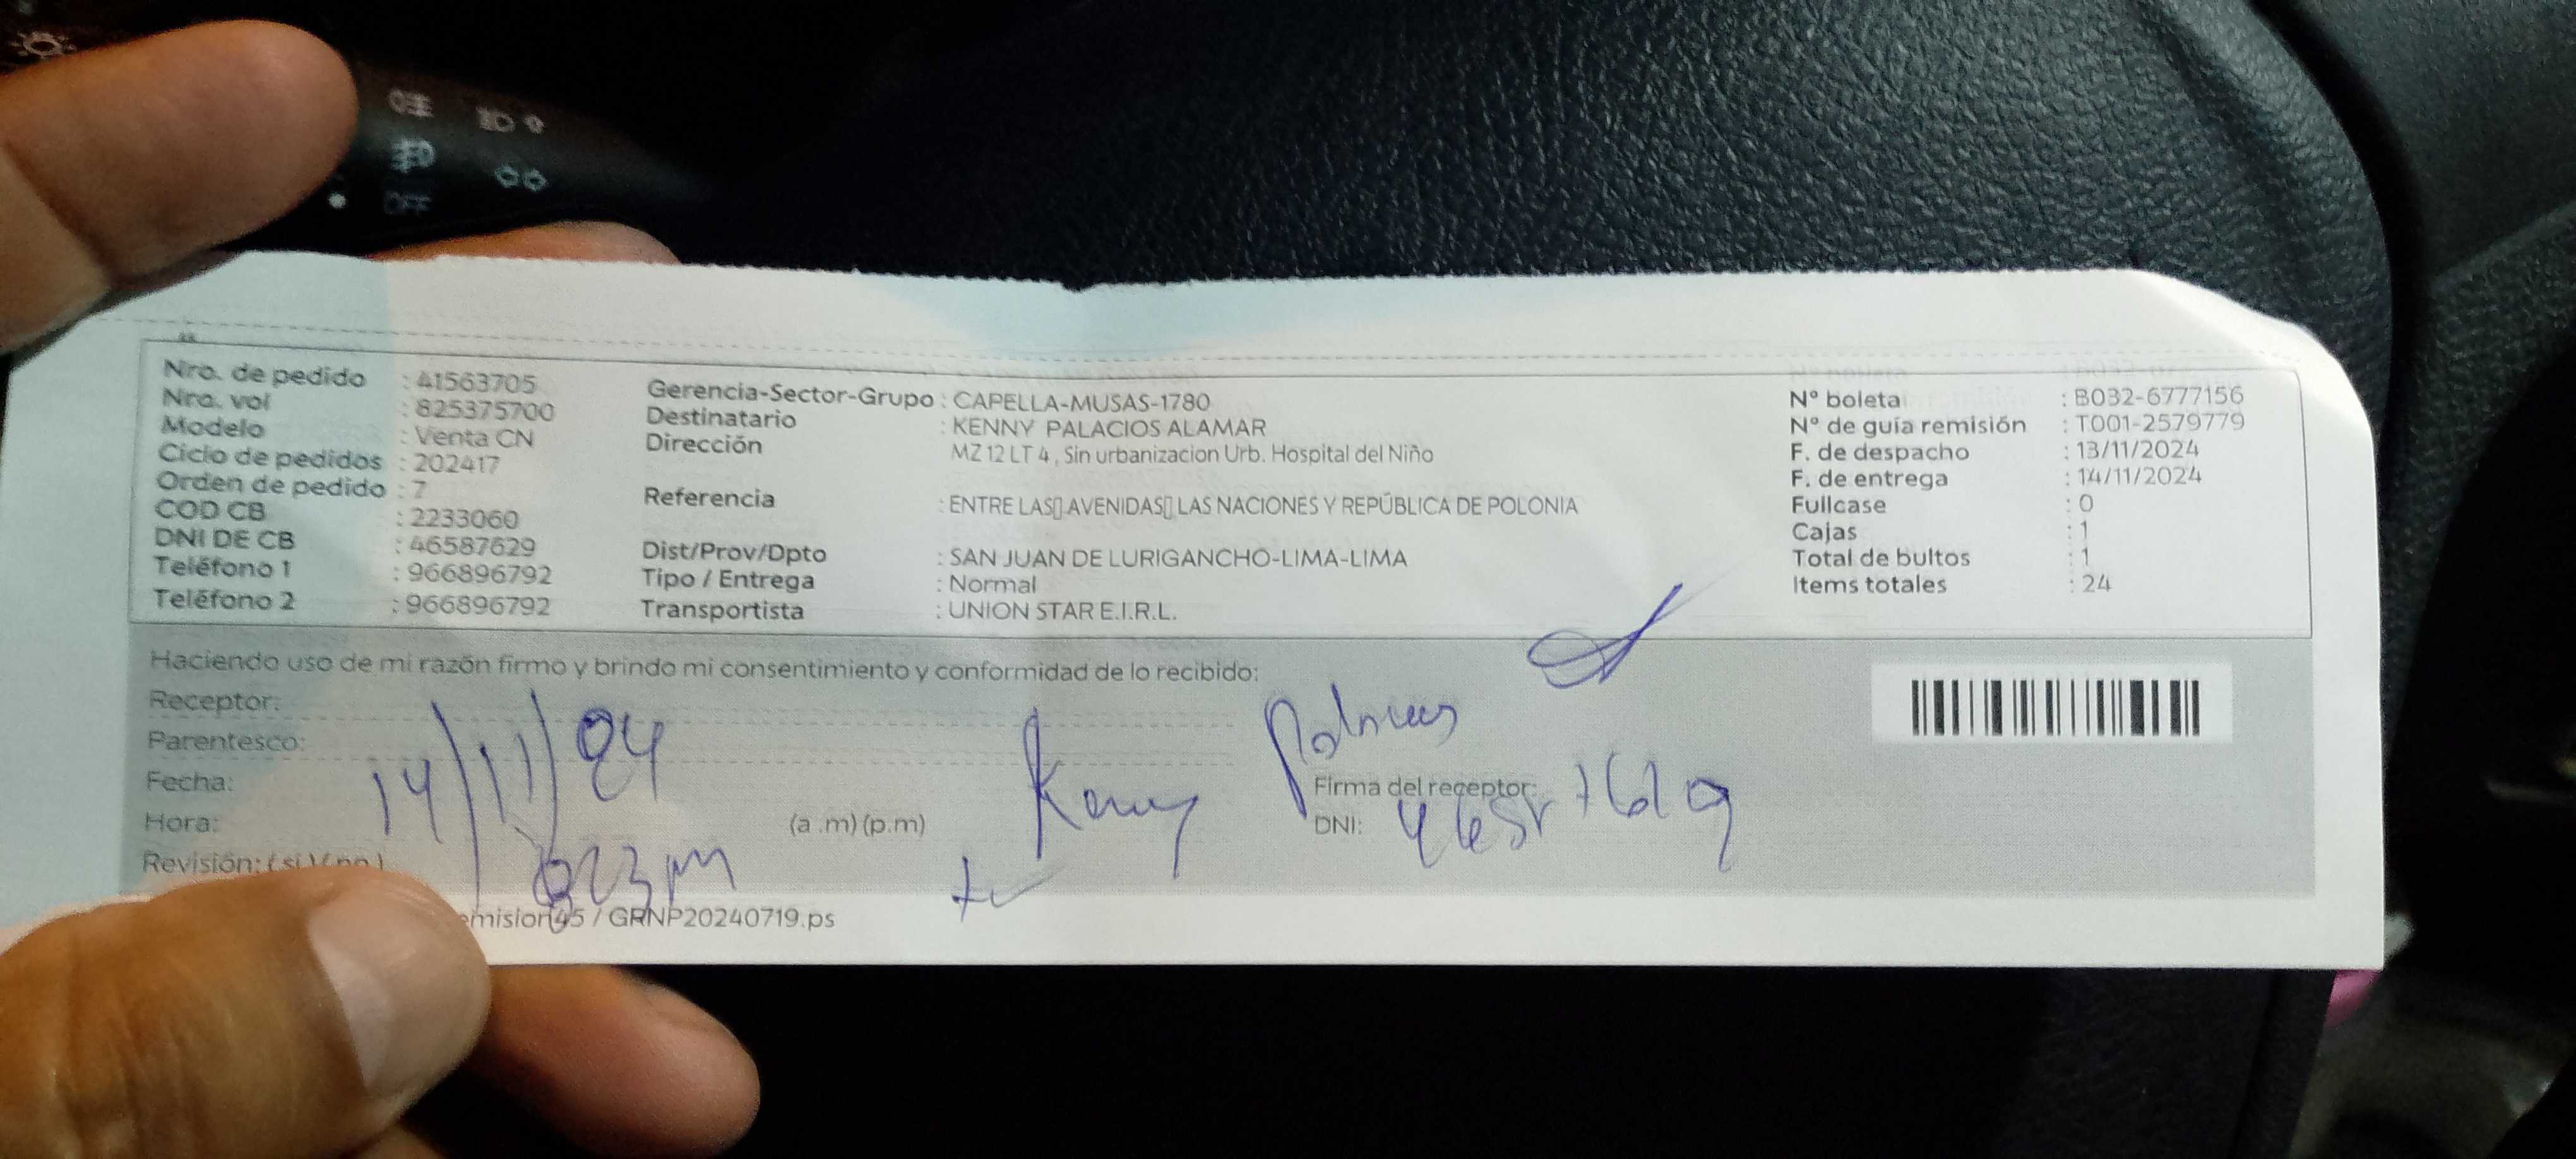 OFF
Nro. de pedido : 41563705
Nro. vol : 825375700
Modelo : Venta CN
Ciclo de pedidos : 202417
Orden de pedido : 7
COD CB : 2233060
DNI DE CB : 46587629
Teléfono 1 : 966896792
Teléfono 2 : 966896792
Gerencia-Sector-Grupo : CAPELLA-MUSAS-1780
Destinatario : KENNY PALACIOS ALAMAR
Dirección MZ 12 LT 4 , Sin urbanizacion Urb. Hospital del Niño
Referencia : ENTRE LAS▯ AVENIDAS▯ LAS NACIONES Y REPÚBLICA DE POLONIA
Dist/Prov/Dpto : SAN JUAN DE LURIGANCHO-LIMA-LIMA
Tipo / Entrega : Normal
Transportista : UNION STAR E.I.R.L.
N° boleta : B032-6777156
N° de guía remisión : T001-2579779
F. de despacho : 13/11/2024
F. de entrega : 14/11/2024
Fullcase : 0
Cajas : 1
Total de bultos : 1
Items totales : 24
Haciendo uso de mi razón firmo y brindo mi consentimiento y conformidad de lo recibido:
Receptor:
Parentesco:
Fecha: 14/11/24
Hora: (a .m) (p.m)
Revisión: ( si )( no )
Kenny
Firma del receptor:
DNI:
emision45 / GRNP20240719.ps